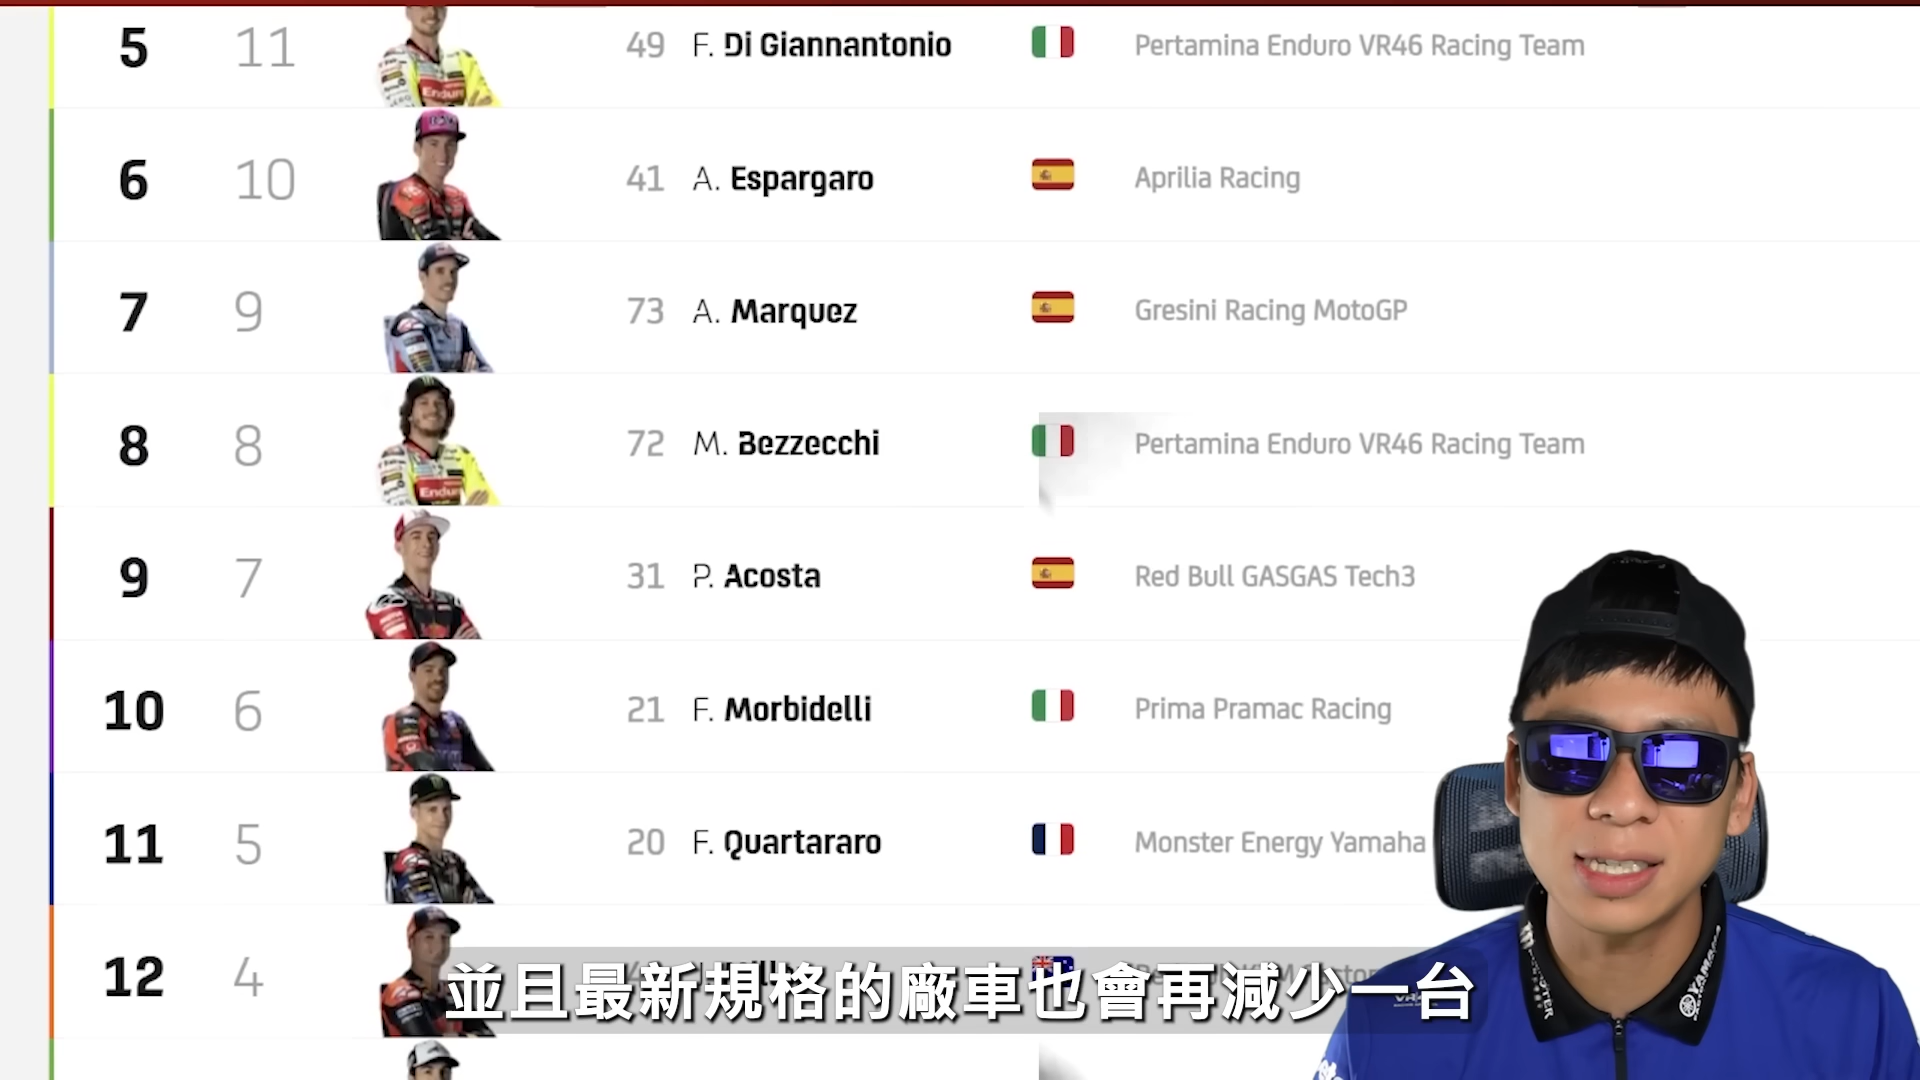 5 11 49 F. Di Giannantonio Pertamina Enduro VR46 Racing Team
6 10 41 A. Espargaro Aprilia Racing
7 9 73 A. Marquez Gresini Racing MotoGP
8 8 72 M. Bezzecchi Pertamina Enduro VR46 Racing Team
9 7 31 P. Acosta Red Bull GASGAS Tech3
10 6 21 F. Morbidelli Prima Pramac Racing
11 5 20 F. Quartararo Monster Energy Yamaha
12 4
並且最新規格的廠車也會再減少一台